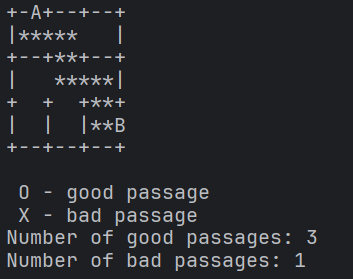 +-A+--+--+
|*****   |
+--+**+--+
|   *****|
+  +  +**+
|  |  |**B
+--+--+--+

 O - good passage
 X - bad passage
Number of good passages: 3
Number of bad passages: 1